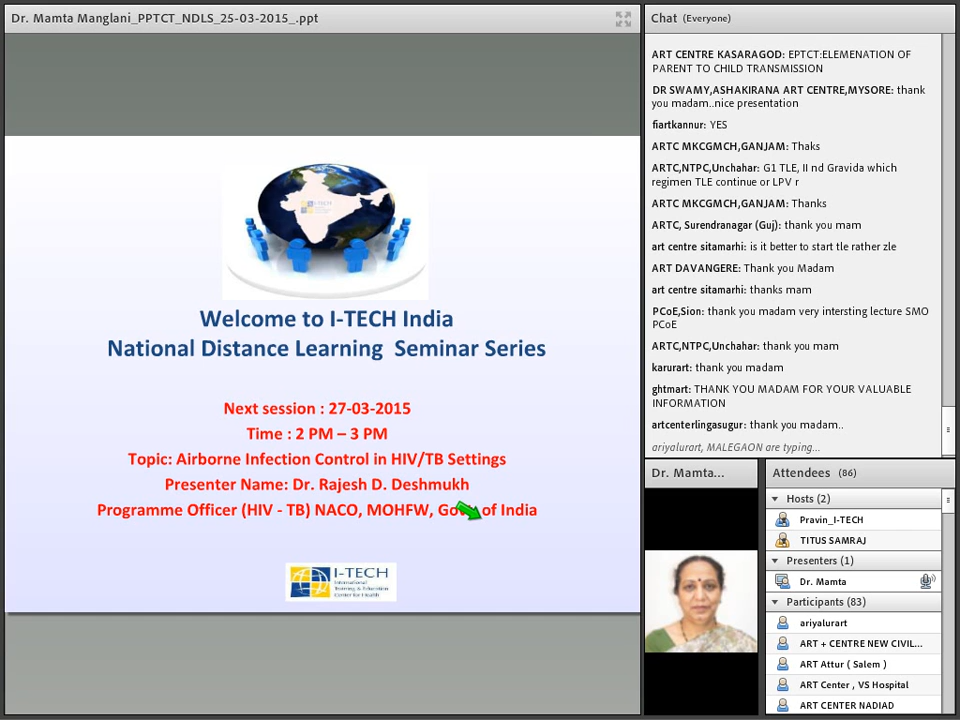 Dr. Mamta Manglani_PPTCT_NDLS_25-03-2015_.ppt
I-TECH
Welcome to I-TECH India
National Distance Learning Seminar Series
Next session : 27-03-2015
Time : 2 PM – 3 PM
Topic: Airborne Infection Control in HIV/TB Settings
Presenter Name: Dr. Rajesh D. Deshmukh
Programme Officer (HIV - TB) NACO, MOHFW, Gov of India
I-TECH
International
Training & Education
Center for Health
Chat (Everyone)
ART CENTRE KASARAGOD: EPTCT:ELEMENATION OF
PARENT TO CHILD TRANSMISSION
DR SWAMY,ASHAKIRANA ART CENTRE,MYSORE: thank
you madam..nice presentation
fiartkannur: YES
ARTC MKCGMCH,GANJAM: Thaks
ARTC,NTPC,Unchahar: G1 TLE, II nd Gravida which
regimen TLE continue or LPV r
ARTC MKCGMCH,GANJAM: Thanks
ARTC, Surendranagar (Guj): thank you mam
art centre sitamarhi: is it better to start tle rather zle
ART DAVANGERE: Thank you Madam
art centre sitamarhi: thanks mam
PCoE,Sion: thank you madam very intersting lecture SMO
PCoE
ARTC,NTPC,Unchahar: thank you mam
karurart: thank you madam
ghtmart: THANK YOU MADAM FOR YOUR VALUABLE
INFORMATION
artcenterlingasugur: thank you madam..
ariyalurart, MALEGAON are typing...
Dr. Mamta...
Attendees (86)
Hosts (2)
Pravin_I-TECH
TITUS SAMRAJ
Presenters (1)
Dr. Mamta
Participants (83)
ariyalurart
ART + CENTRE NEW CIVIL...
ART Attur ( Salem )
ART Center , VS Hospital
ART CENTER NADIAD